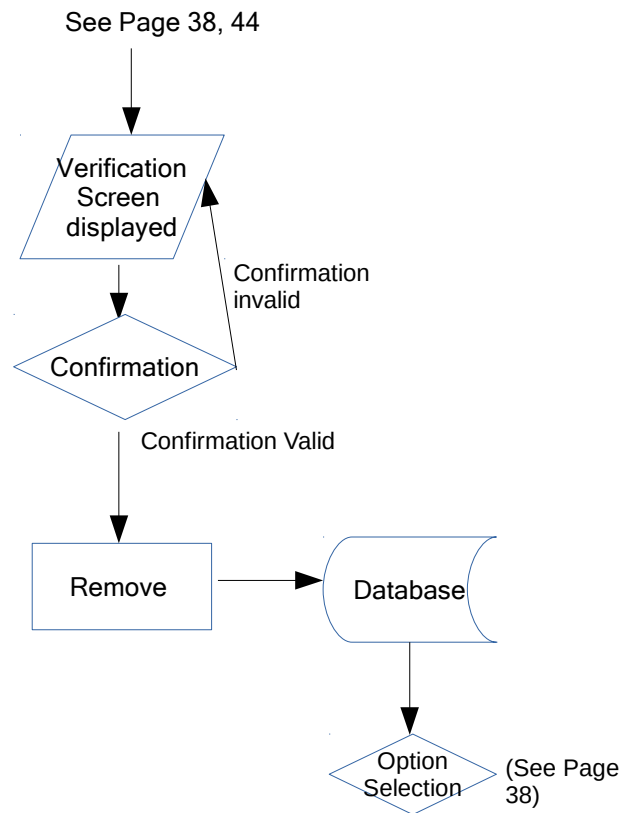 See Page 38, 44
Verification
Screen
displayed
Confirmation
invalid
Confirmation
Confirmation Valid
Remove
Database
Option
Selection
(See Page
38)